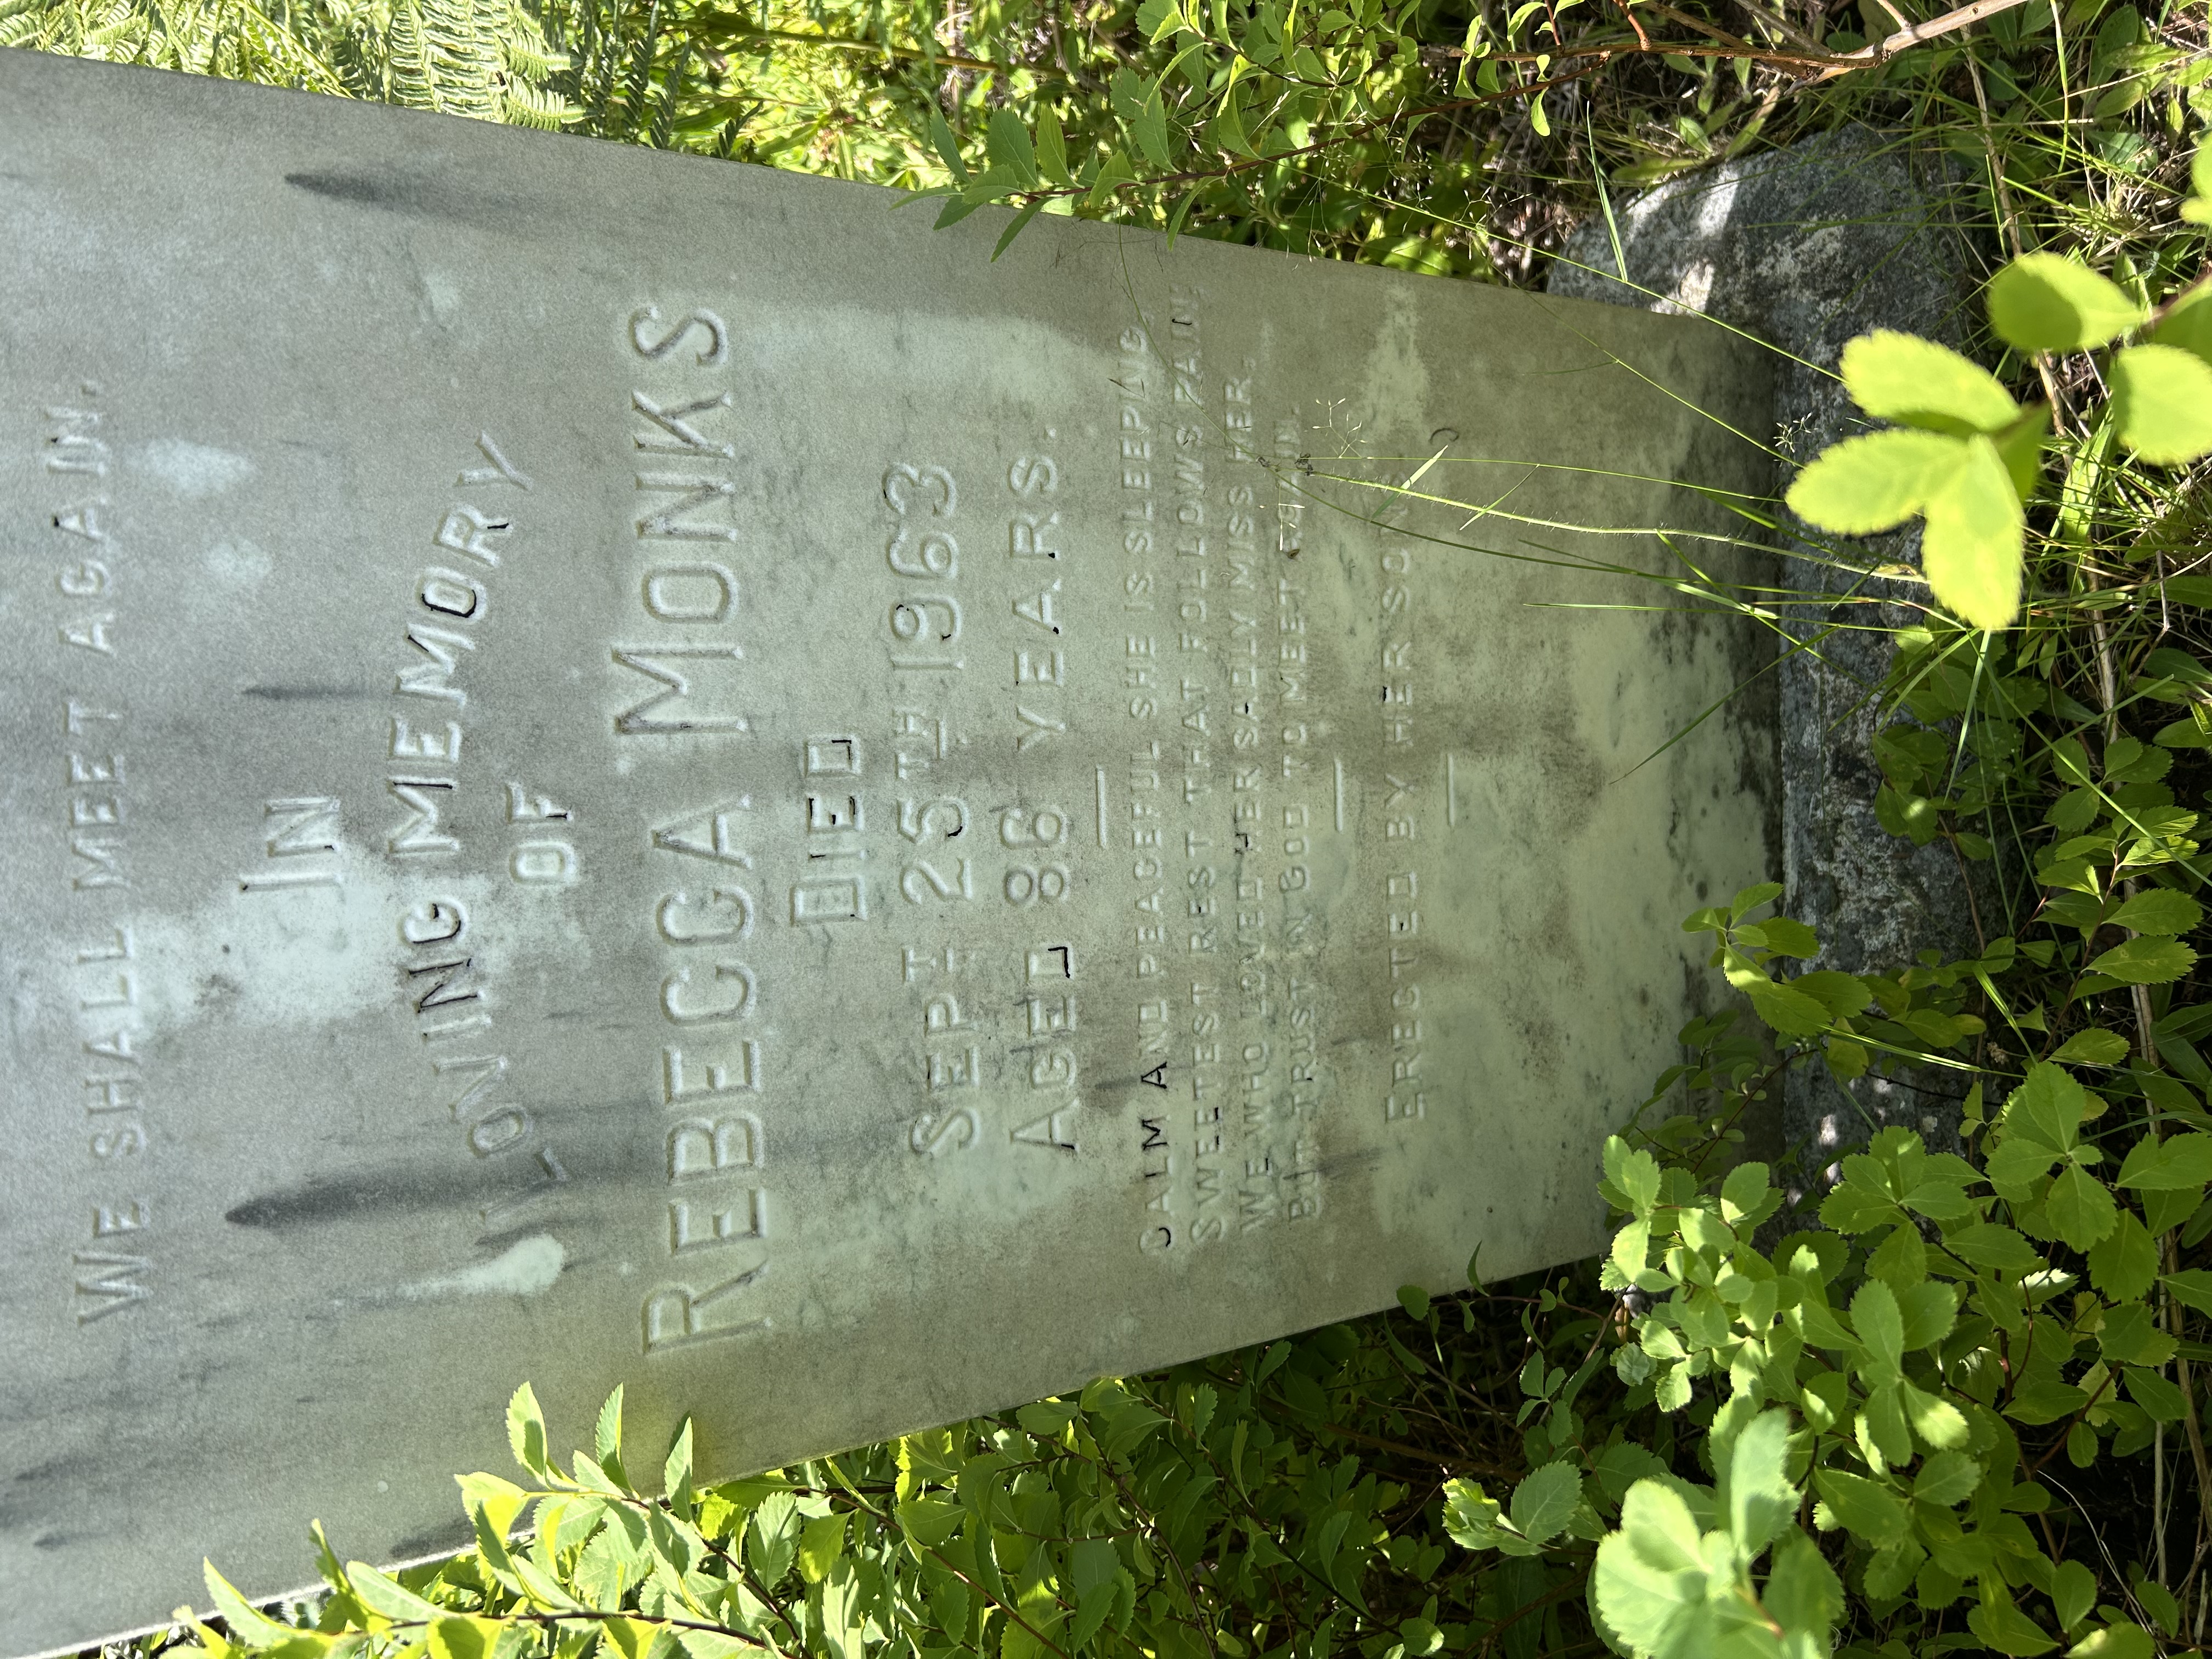 WE SHALL MEET AGAIN.
IN
LOVING MEMORY
OF
REBECCA MONKS
DIED
SEPT. 25TH 1963
AGED 86 YEARS.
CALM AND PEACEFUL SHE IS SLEEPING
SWEETEST REST THAT FOLLOWS PAIN,
WE WHO LOVED HER SADLY MISS HER.
BUT TRUST IN GOD TO MEET AGAIN.
ERECTED BY HER SON